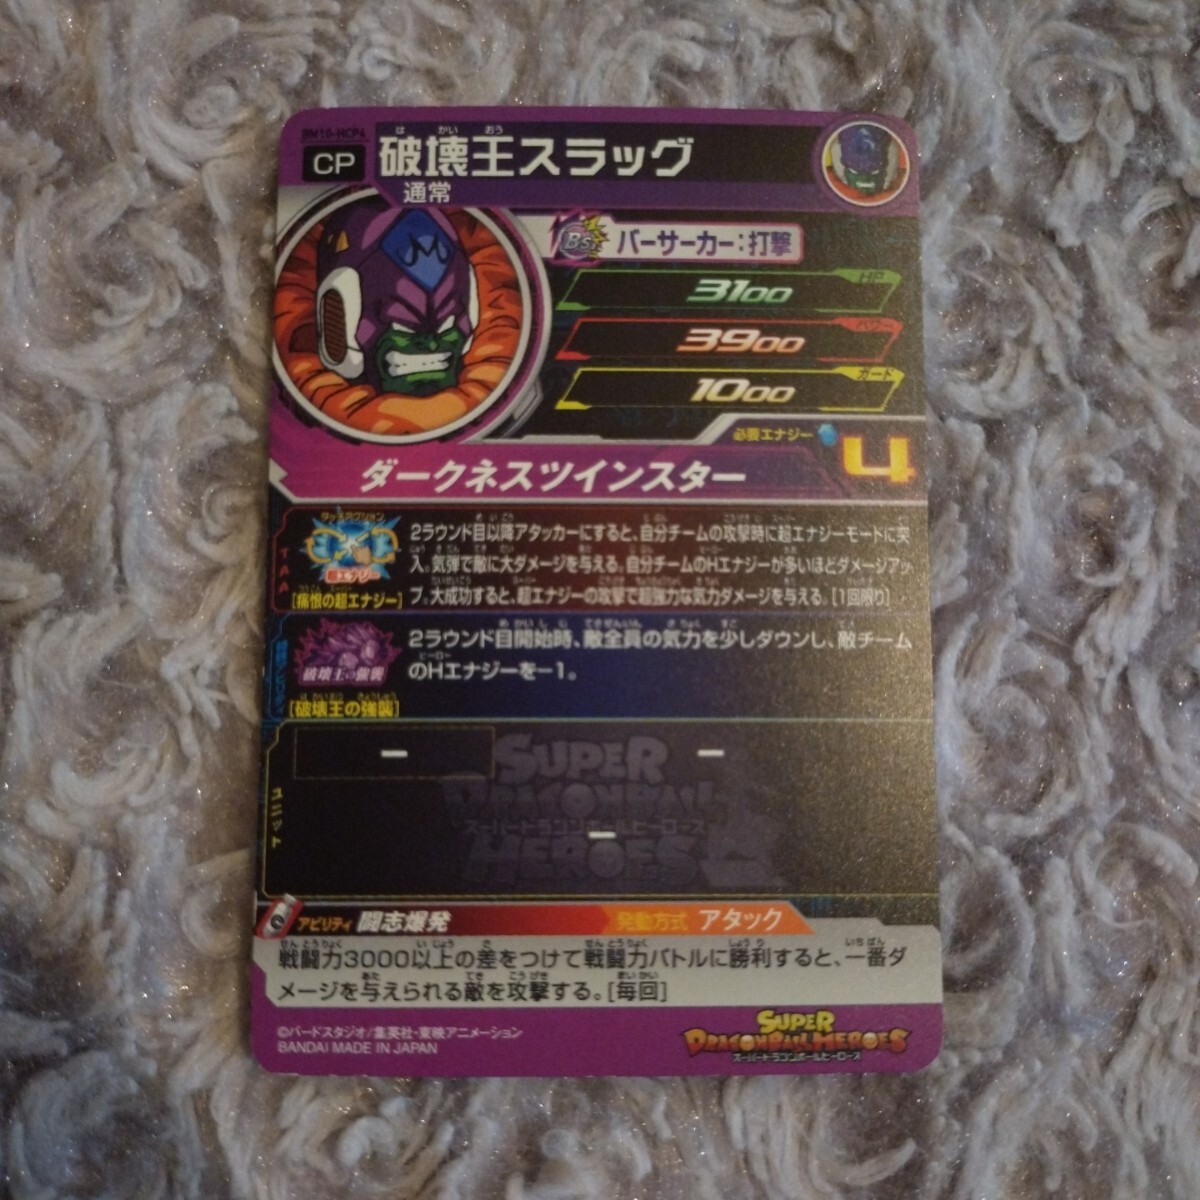 BM10-HCP4
CP
破壊王スラッグ
通常
バーサーカー:打撃
HP
3100
パワー
3900
ガード
1000
必要エナジー
4
ダークネスツインスター
タッチアクション
超エナジー
TAA
[痛恨の超エナジー]
2ラウンド目以降アタッカーにすると、自分チームの攻撃時に超エナジーモードに突
入。気弾で敵に大ダメージを与える。自分チームのHエナジーが多いほどダメージアッ
プ。大成功すると、超エナジーの攻撃で超強力な気力ダメージを与える。[1回限り]
破壊王の強襲
[破壊王の強襲]
2ラウンド目開始時、敵全員の気力を少しダウンし、敵チーム
のHエナジーを−1。
ユニット
SUPER
DRAGONBALL
スーパードラゴンボールヒーローズ
HEROES
アビリティ 闘志爆発
発動方式 アタック
戦闘力3000以上の差をつけて戦闘力バトルに勝利すると、一番ダ
メージを与えられる敵を攻撃する。[毎回]
©バードスタジオ/集英社・東映アニメーション
BANDAI MADE IN JAPAN
SUPER
DRAGONBALL HEROES
スーパードラゴンボールヒーローズ